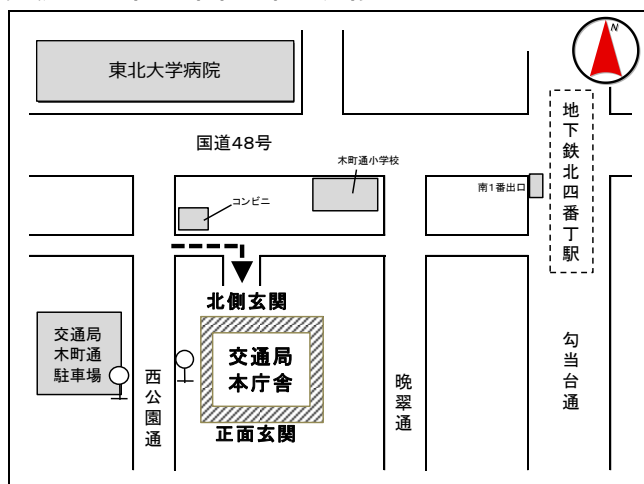 N
東北大学病院
国道48号
木町通小学校
コンビニ
南1番出口
地下鉄北四番丁駅
北側玄関
交通局
木町通
駐車場
交通局
本庁舎
正面玄関
西公園通
晩翠通
勾当台通